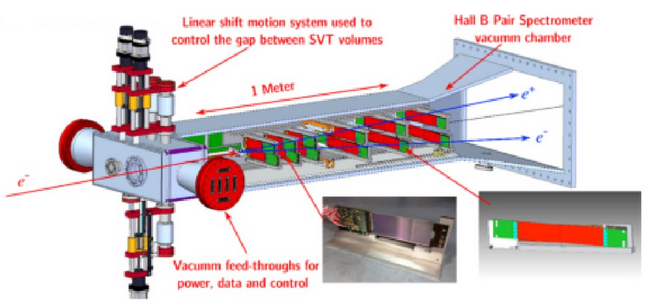 Linear shift motion system used to
control the gap between SVT volumes
Hall B Pair Spectrometer
vacumm chamber
1 Meter
e⁺
e⁻
e⁻
Vacumm feed-throughs for
power, data and control